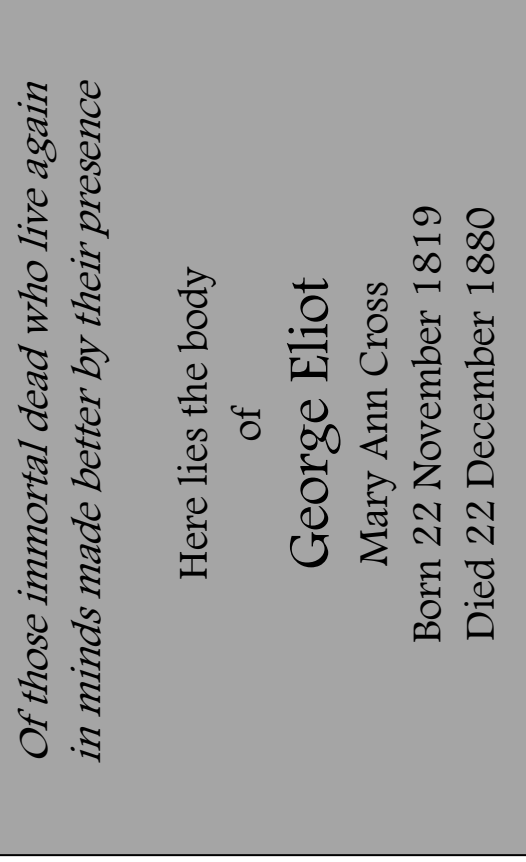 Of those immortal dead who live again
in minds made better by their presence
Here lies the body
of
George Eliot
Mary Ann Cross
Born 22 November 1819
Died 22 December 1880